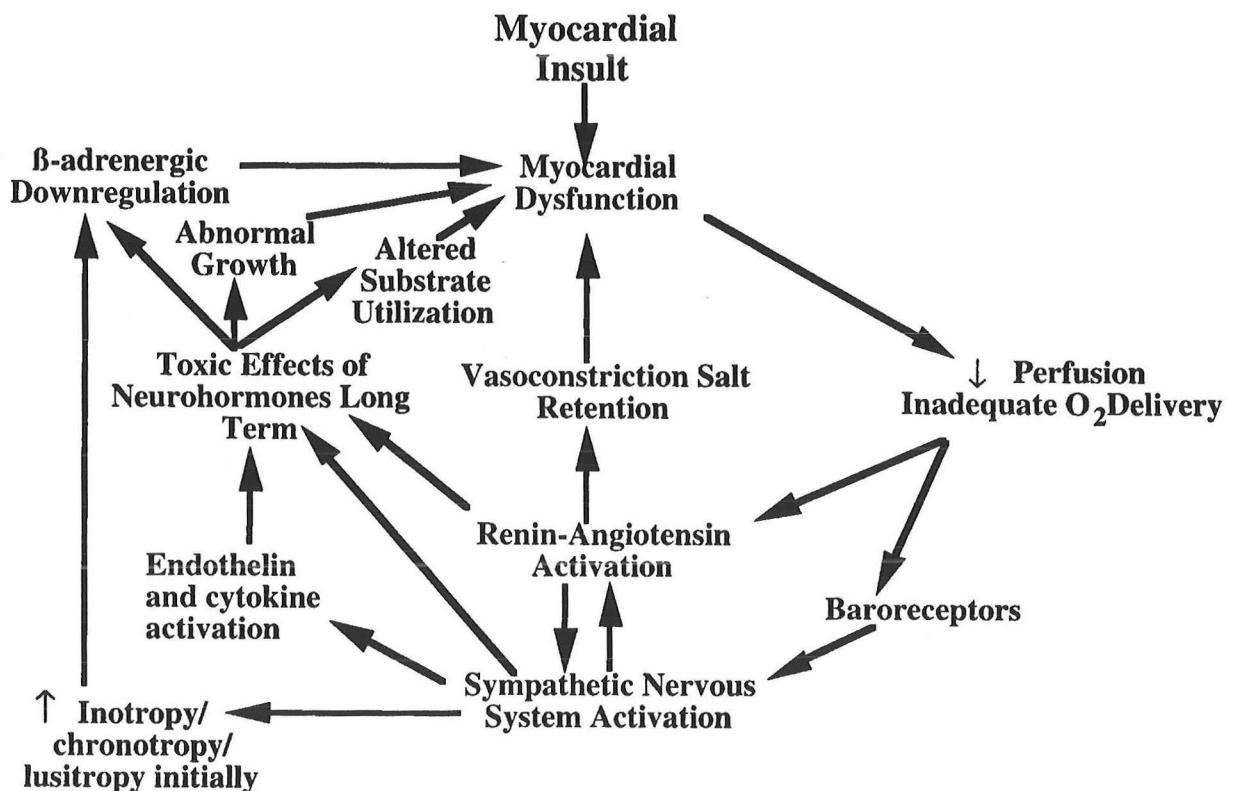 Myocardial
Insult
ß-adrenergic
Downregulation
Myocardial
Dysfunction
Abnormal
Growth
Altered
Substrate
Utilization
Toxic Effects of
Neurohormones Long
Term
Vasoconstriction Salt
Retention
↓ Perfusion
Inadequate O2Delivery
Renin-Angiotensin
Activation
Endothelin
and cytokine
activation
Baroreceptors
Sympathetic Nervous
System Activation
↑ Inotropy/
chronotropy/
lusitropy initially